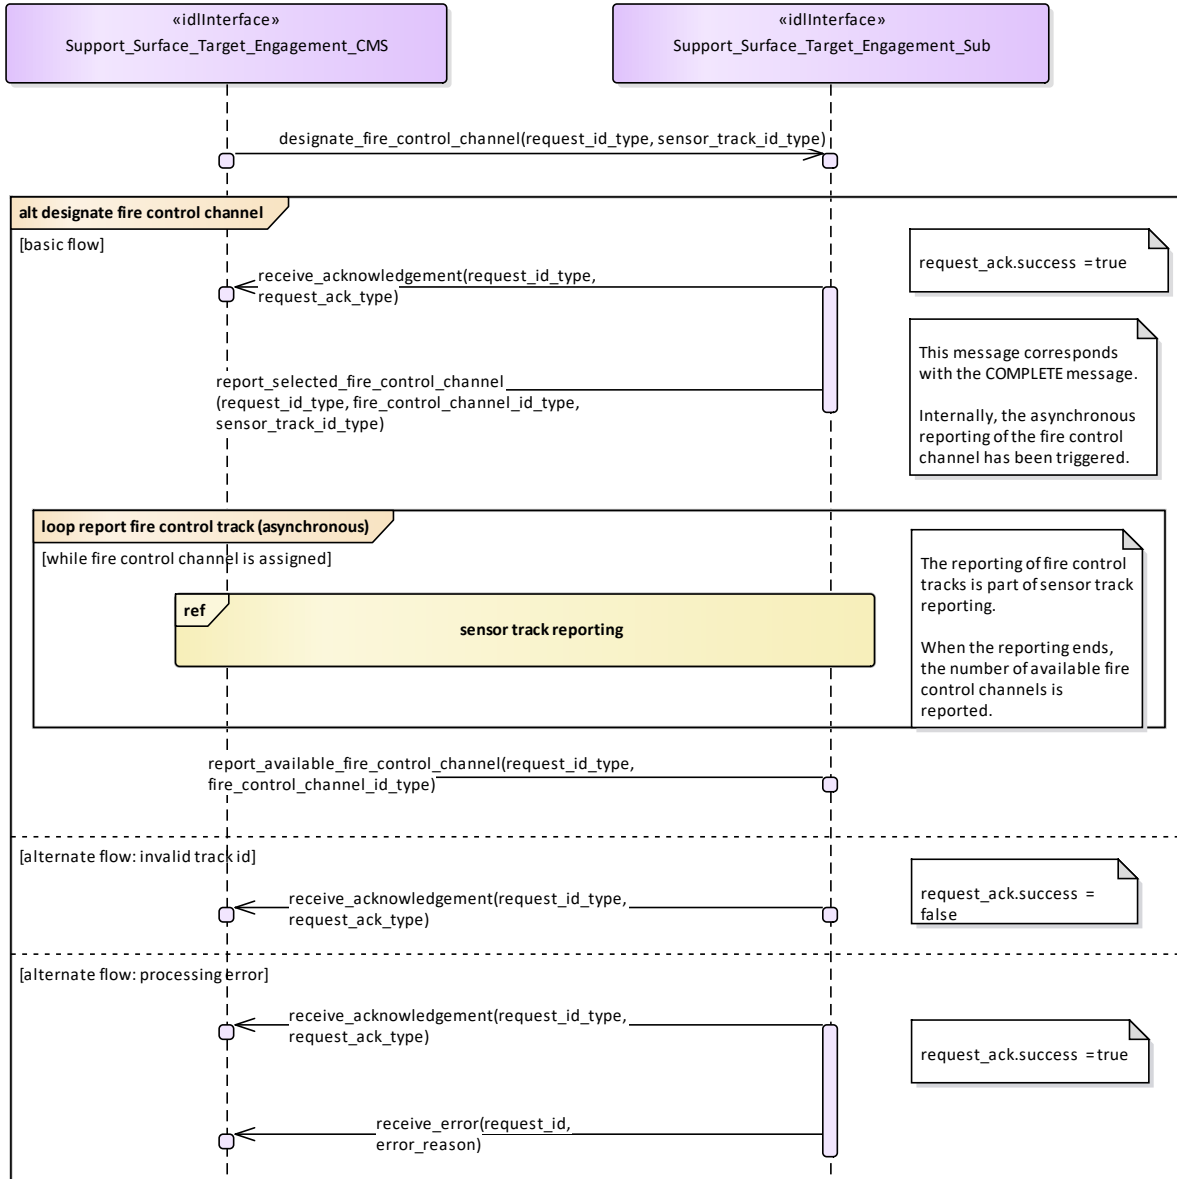 «idlInterface»
Support_Surface_Target_Engagement_CMS
«idlInterface»
Support_Surface_Target_Engagement_Sub
designate_fire_control_channel(request_id_type, sensor_track_id_type)
alt designate fire control channel
[basic flow]
request_ack.success = true
receive_acknowledgement(request_id_type,
request_ack_type)
This message corresponds
with the COMPLETE message.
Internally, the asynchronous
reporting of the fire control
channel has been triggered.
report_selected_fire_control_channel
(request_id_type, fire_control_channel_id_type,
sensor_track_id_type)
loop report fire control track (asynchronous)
[while fire control channel is assigned]
The reporting of fire control
tracks is part of sensor track
reporting.
When the reporting ends,
the number of available fire
control channels is
reported.
ref
sensor track reporting
report_available_fire_control_channel(request_id_type,
fire_control_channel_id_type)
[alternate flow: invalid track id]
receive_acknowledgement(request_id_type,
request_ack_type)
request_ack.success =
false
[alternate flow: processing error]
receive_acknowledgement(request_id_type,
request_ack_type)
request_ack.success = true
receive_error(request_id,
error_reason)